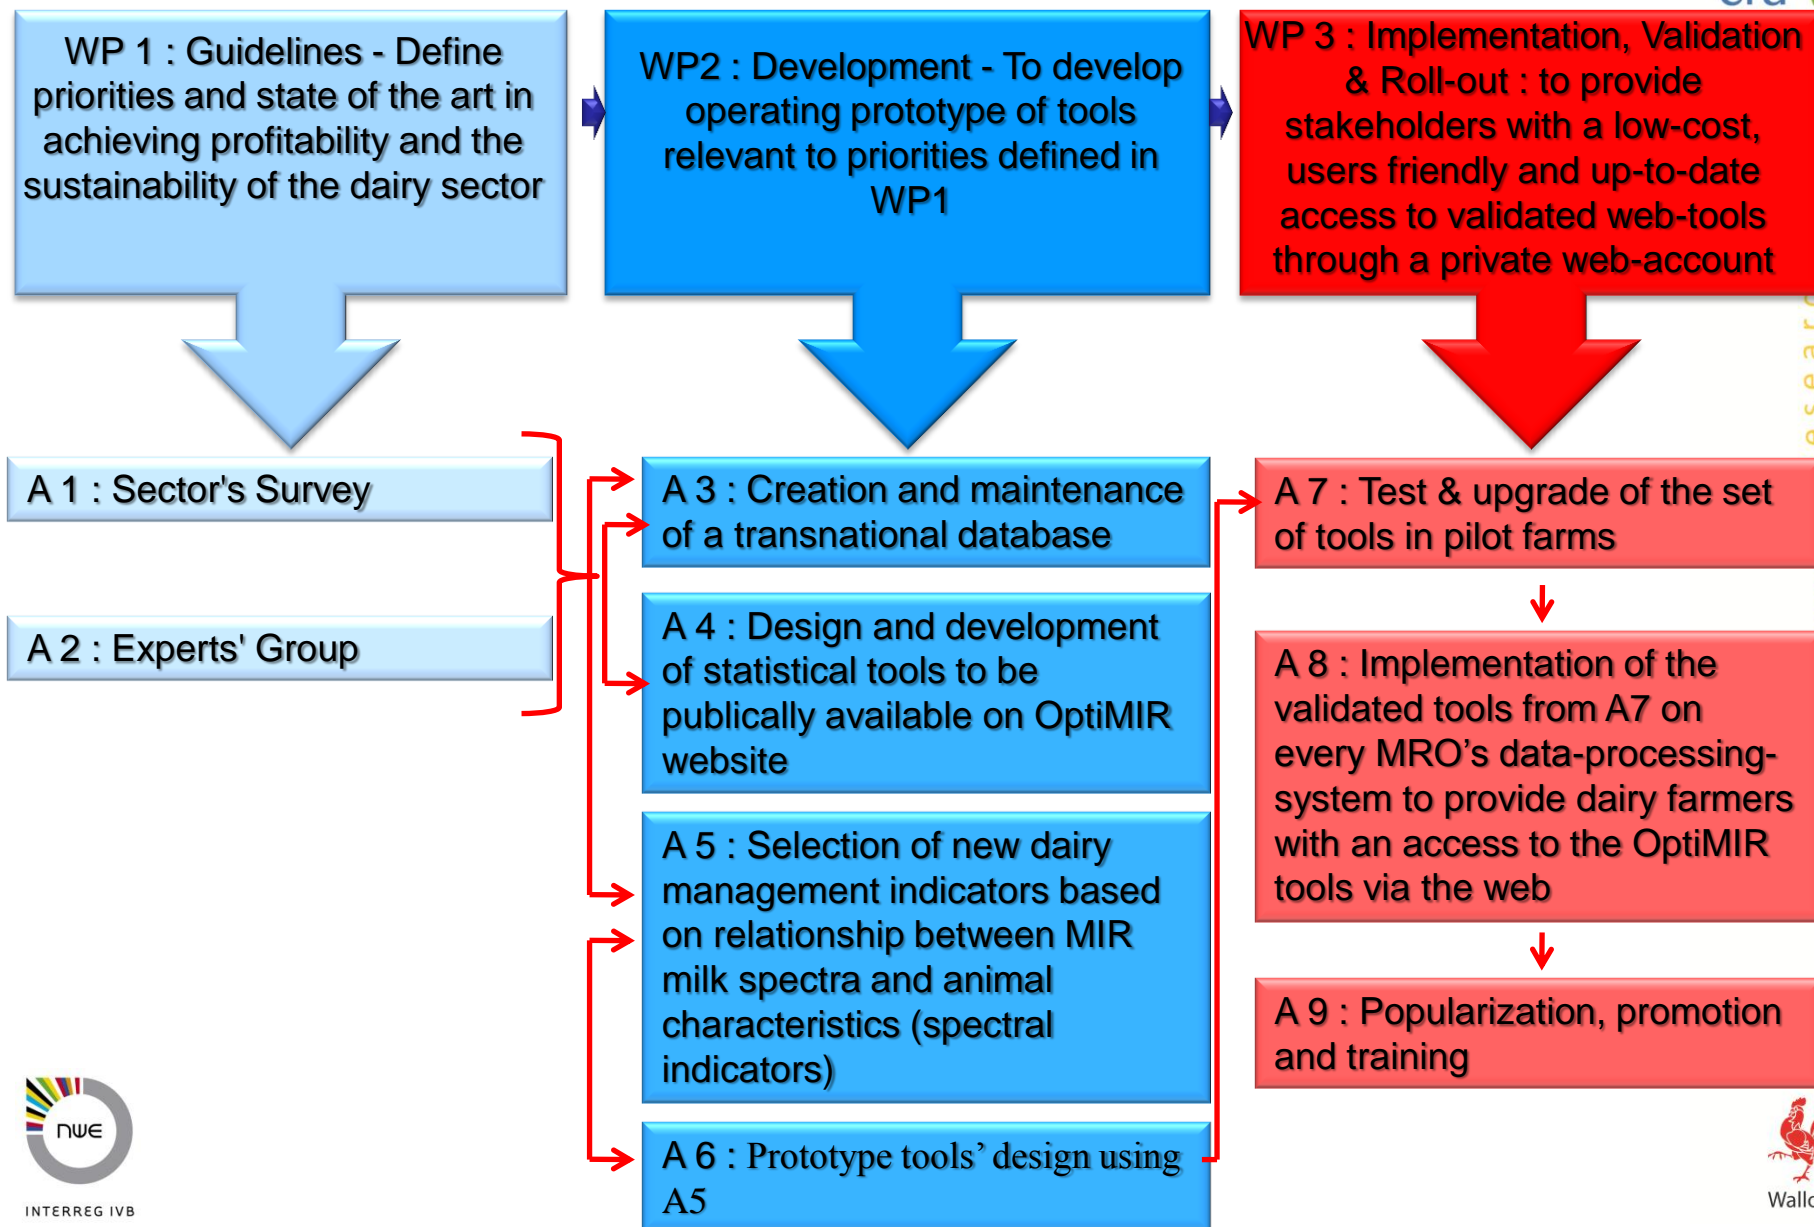 WP 1 : Guidelines - Define
priorities and state of the art in
achieving profitability and the
sustainability of the dairy sector
WP2 : Development - To develop
operating prototype of tools
relevant to priorities defined in
WP1
WP 3 : Implementation, Validation
& Roll-out : to provide
stakeholders with a low-cost,
users friendly and up-to-date
access to validated web-tools
through a private web-account
A 1 : Sector's Survey
A 2 : Experts' Group
A 3 : Creation and maintenance
of a transnational database
A 4 : Design and development
of statistical tools to be
publically available on OptiMIR
website
A 5 : Selection of new dairy
management indicators based
on relationship between MIR
milk spectra and animal
characteristics (spectral
indicators)
A 6 : Prototype tools’ design using
A5
A 7 : Test & upgrade of the set
of tools in pilot farms
A 8 : Implementation of the
validated tools from A7 on
every MRO’s data-processing-
system to provide dairy farmers
with an access to the OptiMIR
tools via the web
A 9 : Popularization, promotion
and training
nwe
INTERREG IVB